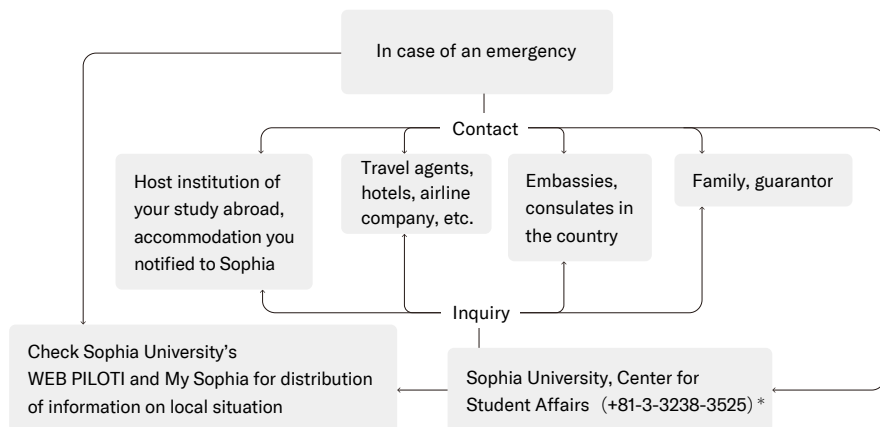 In case of an emergency
Contact
Host institution of
your study abroad,
accommodation you
notified to Sophia
Travel agents,
hotels, airline
company, etc.
Embassies,
consulates in
the country
Family, guarantor
Inquiry
Check Sophia University’s
WEB PILOTI and My Sophia for distribution
of information on local situation
Sophia University, Center for
Student Affairs （+81-3-3238-3525）*